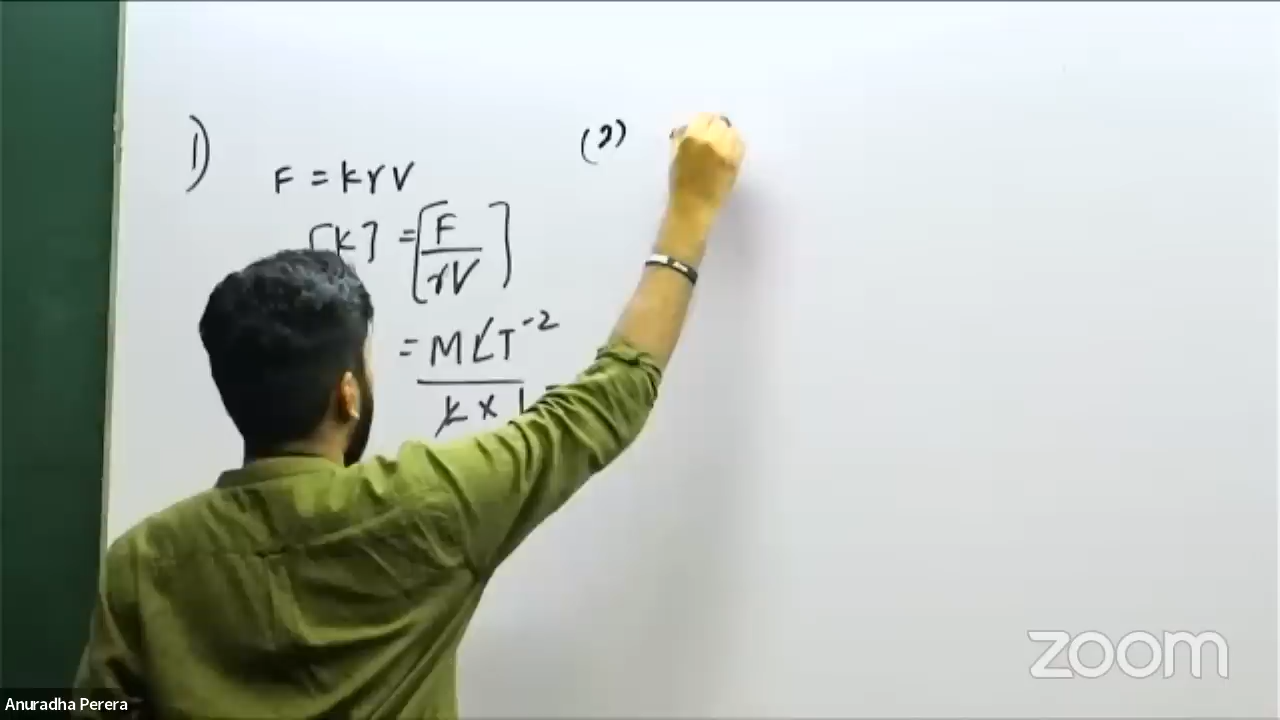 1)
F = krV
[K] = [F
rV]
= MLT⁻²
L ×
(2)
zoom
Anuradha Perera